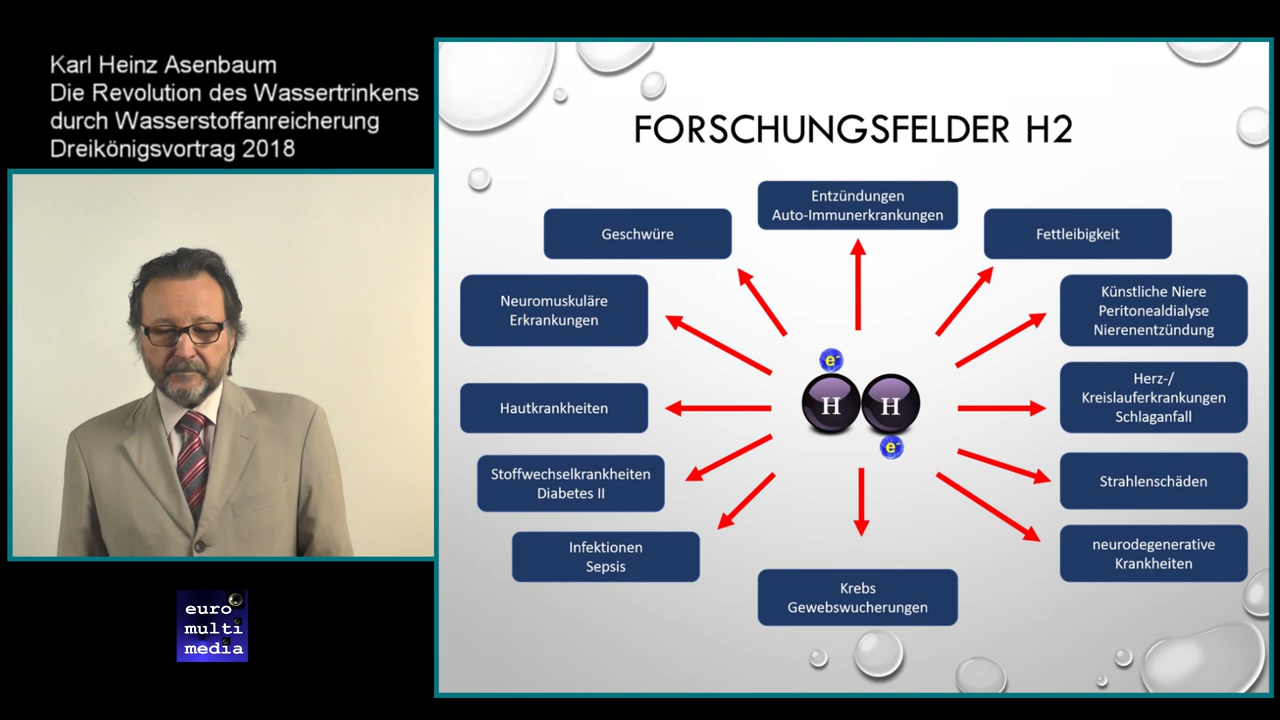 Karl Heinz Asenbaum
Die Revolution des Wassertrinkens
durch Wasserstoffanreicherung
Dreikönigsvortrag 2018
euro
multi
media
FORSCHUNGSFELDER H2
Entzündungen
Auto-Immunerkrankungen
Geschwüre
Fettleibigkeit
Neuromuskuläre
Erkrankungen
Künstliche Niere
Peritonealdialyse
Nierenentzündung
Hautkrankheiten
Herz-/
Kreislauferkrankungen
Schlaganfall
Stoffwechselkrankheiten
Diabetes II
Strahlenschäden
Infektionen
Sepsis
neurodegenerative
Krankheiten
Krebs
Gewebswucherungen
e-
H H
e-